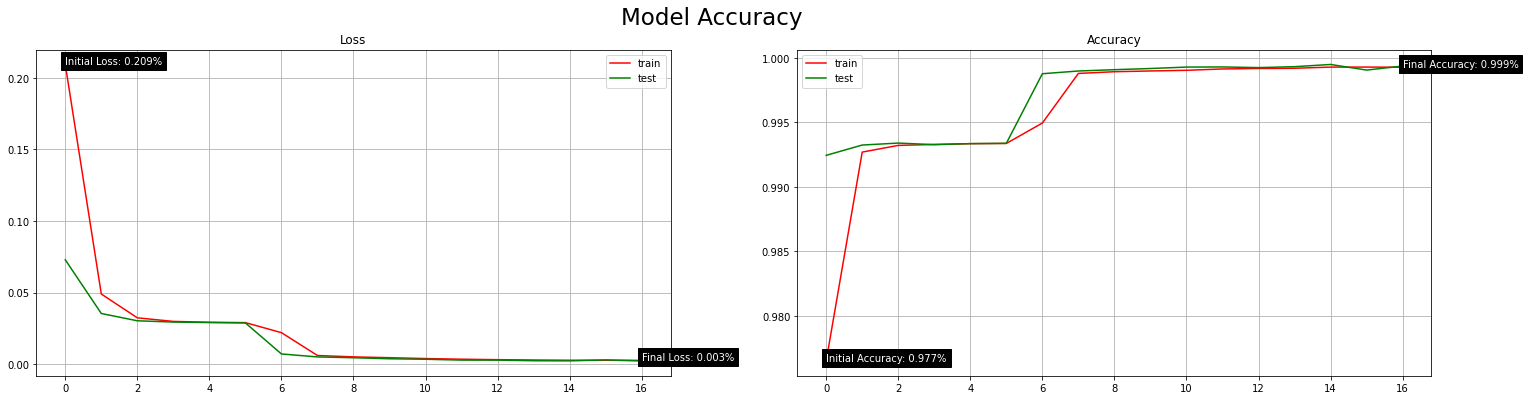 Model Accuracy
Loss
Initial Loss: 0.209%
train
test
0.20
0.15
0.10
0.05
0.00
Final Loss: 0.003%
0 2 4 6 8 10 12 14 16
Accuracy
train
test
Final Accuracy: 0.999%
1.000
0.995
0.990
0.985
0.980
Initial Accuracy: 0.977%
0 2 4 6 8 10 12 14 16